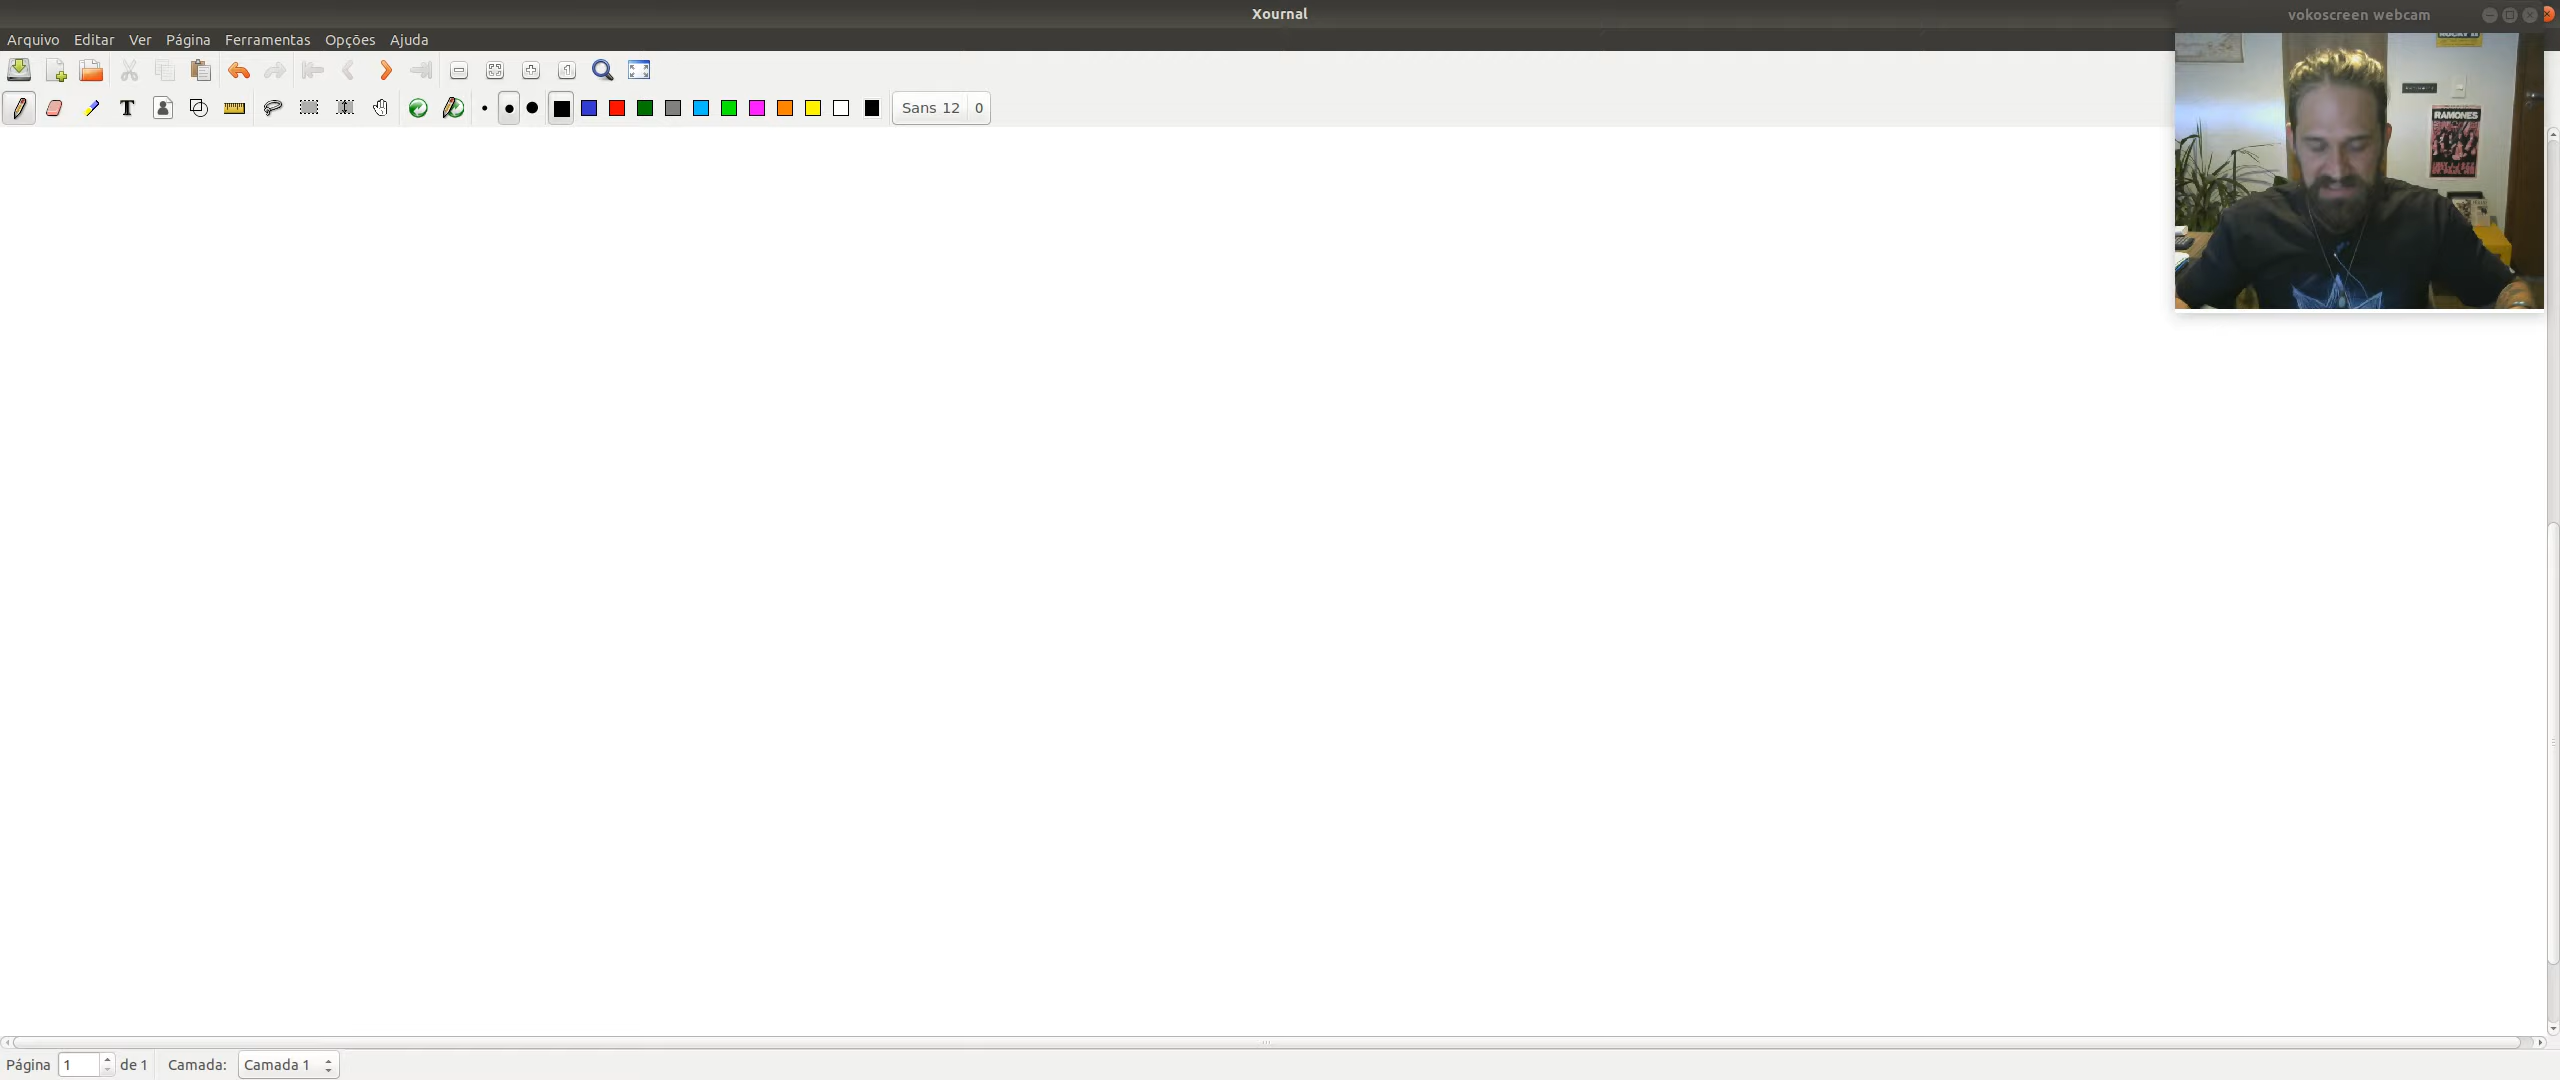 Xournal
vokoscreen webcam
Arquivo Editar Ver Página Ferramentas Opções Ajuda
T
Sans 12 0
RAMONES
Página 1 de 1 Camada: Camada 1